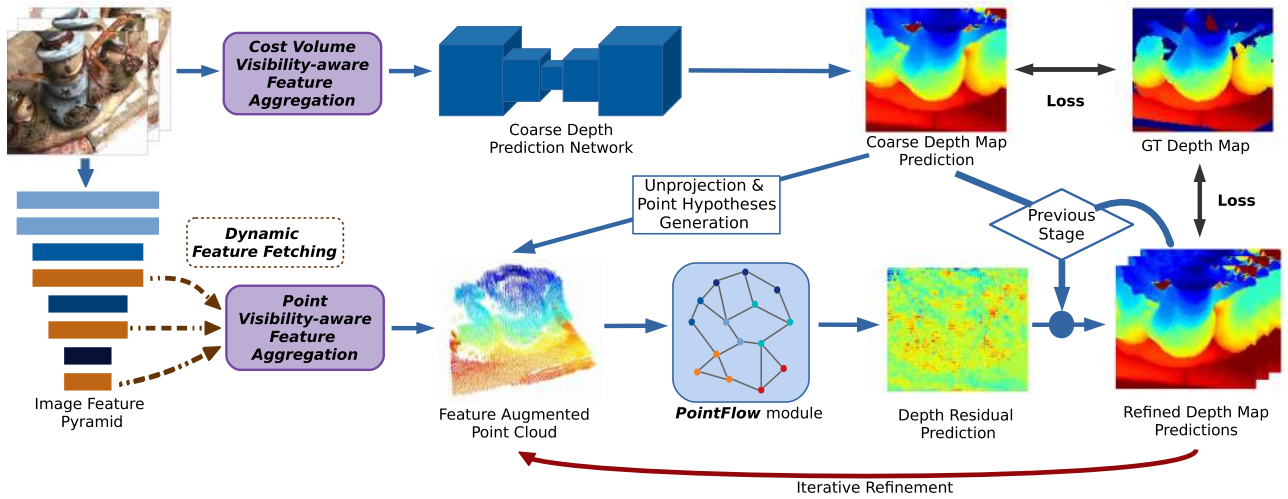 Cost Volume
Visibility-aware
Feature
Aggregation
Coarse Depth
Prediction Network
Coarse Depth Map
Prediction
Loss
GT Depth Map
Unprojection &
Point Hypotheses
Generation
Previous
Stage
Loss
Dynamic
Feature Fetching
Point
Visibility-aware
Feature
Aggregation
Image Feature
Pyramid
Feature Augmented
Point Cloud
PointFlow module
Depth Residual
Prediction
Refined Depth Map
Predictions
Iterative Refinement